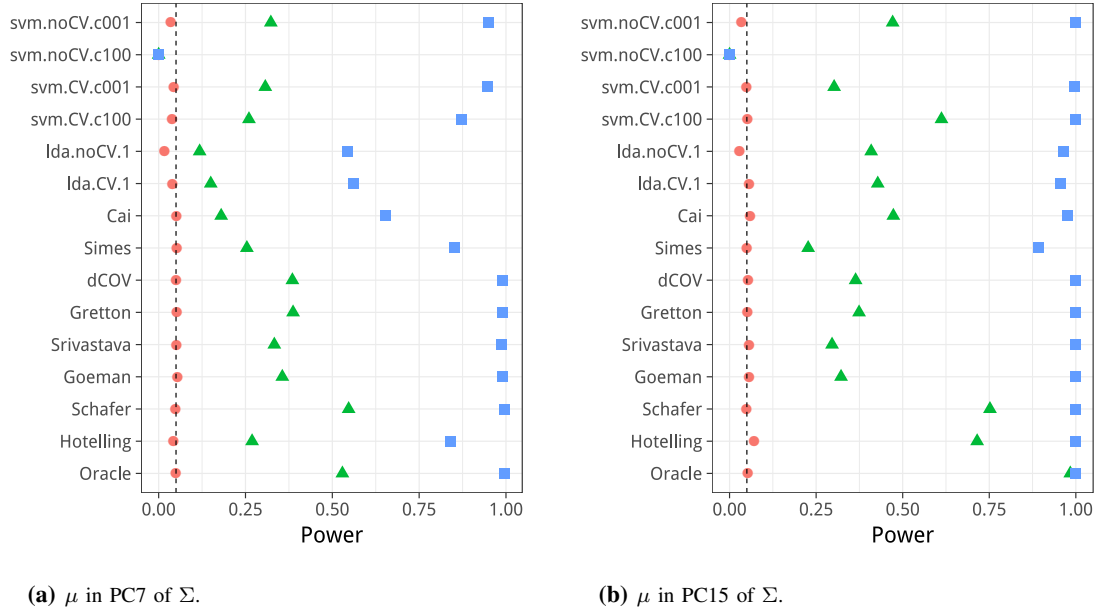 svm.noCV.c001
svm.noCV.c100
svm.CV.c001
svm.CV.c100
lda.noCV.1
lda.CV.1
Cai
Simes
dCOV
Gretton
Srivastava
Goeman
Schafer
Hotelling
Oracle
0.00 0.25 0.50 0.75 1.00
Power
(a) μ in PC7 of Σ.
svm.noCV.c001
svm.noCV.c100
svm.CV.c001
svm.CV.c100
lda.noCV.1
lda.CV.1
Cai
Simes
dCOV
Gretton
Srivastava
Goeman
Schafer
Hotelling
Oracle
0.00 0.25 0.50 0.75 1.00
Power
(b) μ in PC15 of Σ.